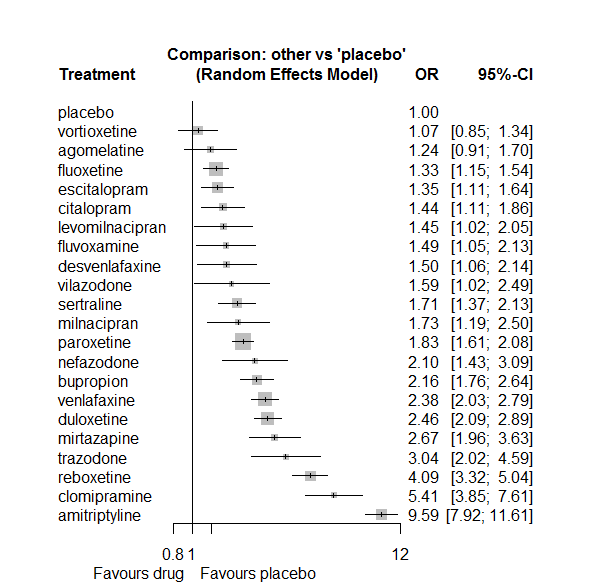 Comparison: other vs 'placebo'
Treatment (Random Effects Model) OR 95%-CI
placebo 1.00
vortioxetine 1.07 [0.85; 1.34]
agomelatine 1.24 [0.91; 1.70]
fluoxetine 1.33 [1.15; 1.54]
escitalopram 1.35 [1.11; 1.64]
citalopram 1.44 [1.11; 1.86]
levomilnacipran 1.45 [1.02; 2.05]
fluvoxamine 1.49 [1.05; 2.13]
desvenlafaxine 1.50 [1.06; 2.14]
vilazodone 1.59 [1.02; 2.49]
sertraline 1.71 [1.37; 2.13]
milnacipran 1.73 [1.19; 2.50]
paroxetine 1.83 [1.61; 2.08]
nefazodone 2.10 [1.43; 3.09]
bupropion 2.16 [1.76; 2.64]
venlafaxine 2.38 [2.03; 2.79]
duloxetine 2.46 [2.09; 2.89]
mirtazapine 2.67 [1.96; 3.63]
trazodone 3.04 [2.02; 4.59]
reboxetine 4.09 [3.32; 5.04]
clomipramine 5.41 [3.85; 7.61]
amitriptyline 9.59 [7.92; 11.61]
0.8 1 12
Favours drug Favours placebo